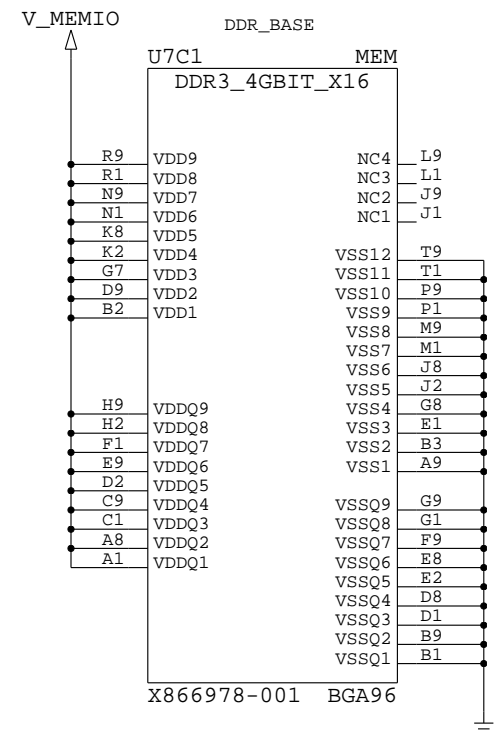 V_MEMIO
DDR_BASE
U7C1 MEM
DDR3_4GBIT_X16
R9 VDD9 NC4 L9
R1 VDD8 NC3 L1
N9 VDD7 NC2 J9
N1 VDD6 NC1 J1
K8 VDD5
K2 VDD4 VSS12 T9
G7 VDD3 VSS11 T1
D9 VDD2 VSS10 P9
B2 VDD1 VSS9 P1
VSS8 M9
VSS7 M1
VSS6 J8
VSS5 J2
H9 VDDQ9 VSS4 G8
H2 VDDQ8 VSS3 E1
F1 VDDQ7 VSS2 B3
E9 VDDQ6 VSS1 A9
D2 VDDQ5
C9 VDDQ4 VSSQ9 G9
C1 VDDQ3 VSSQ8 G1
A8 VDDQ2 VSSQ7 F9
A1 VDDQ1 VSSQ6 E8
VSSQ5 E2
VSSQ4 D8
VSSQ3 D1
VSSQ2 B9
VSSQ1 B1
X866978-001 BGA96